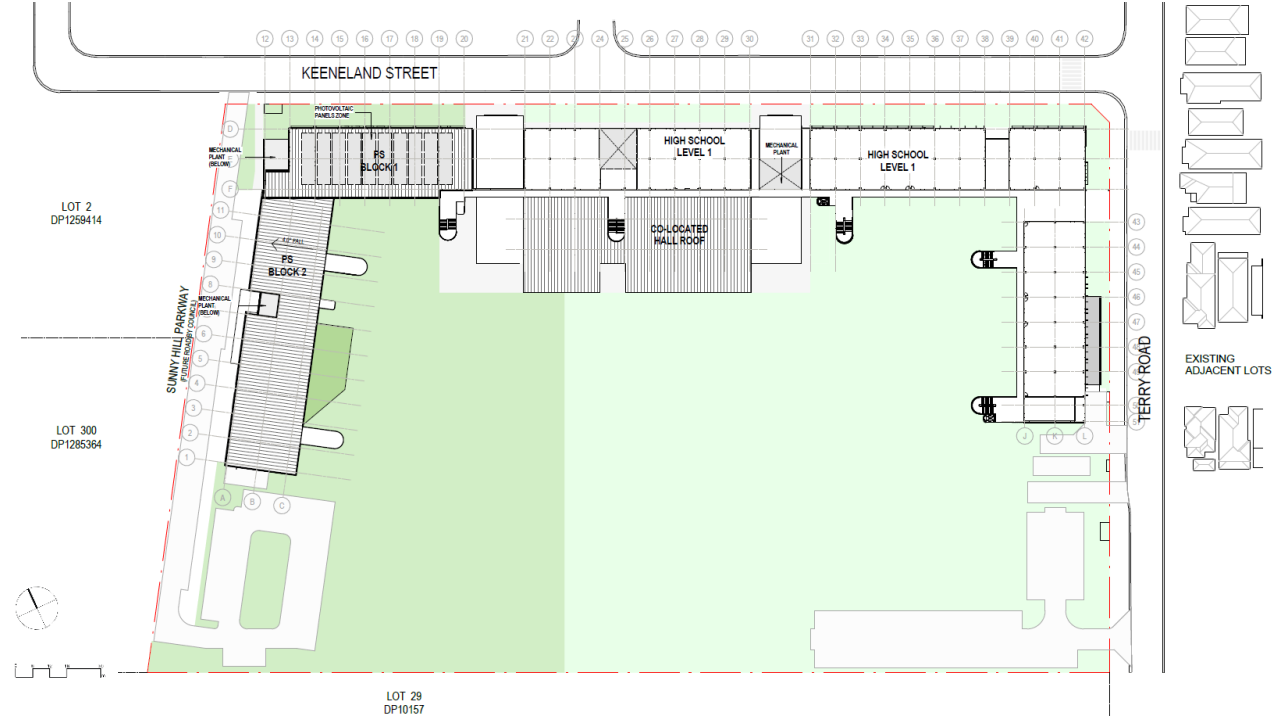 12 13 14 15 16 17 18 19 20 21 22 23 24 25 26 27 28 29 30 31 32 33 34 35 36 37 38 39 40 41 42
KEENELAND STREET
PHOTOVOLTAIC
PANELS ZONE
D
MECHANICAL
PLANT
(BELOW)
PS
BLOCK 1
HIGH SCHOOL
LEVEL 1
MECHANICAL
PLANT
HIGH SCHOOL
LEVEL 1
F
LOT 2
DP1259414
11
10
9
8
6
5
4
3
2
1
FALL
PS
BLOCK 2
MECHANICAL
PLANT
(BELOW)
CO-LOCATED
HALL ROOF
43
44
45
46
47
SUNNY HILL PARKWAY
(FUTURE ROAD BY COUNCIL)
TERRY ROAD
EXISTING
ADJACENT LOTS
LOT 300
DP1285364
J K L
A B C
LOT 29
DP10157